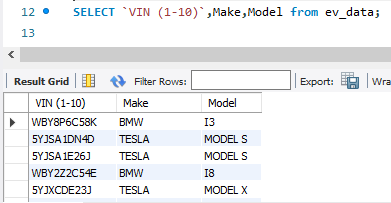 12 SELECT `VIN (1-10)`,Make,Model from ev_data;
13
Result Grid Filter Rows: Export: Wra
VIN (1-10) Make Model
WBY8P6C58K BMW I3
5YJSA1DN4D TESLA MODEL S
5YJSA1E26J TESLA MODEL S
WBY2Z2C54E BMW I8
5YJXCDE23J TESLA MODEL X